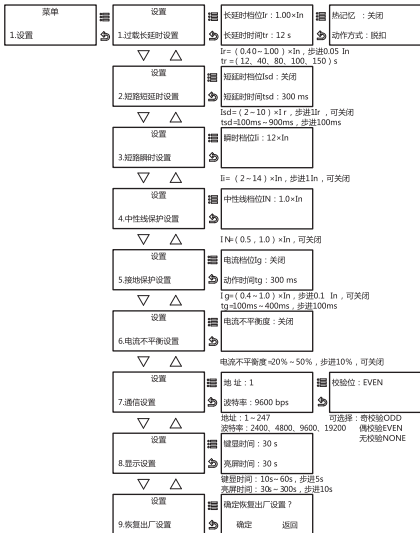 菜单
1.设置
设置
1.过载长延时设置
长延时档位Ir：1.00×In
长延时时间tr：12 s
热记忆 ：关闭
动作方式：脱扣
Ir=（0.40~1.00）×In，步进0.05 In
tr =（12、40、80、100、150）s
设置
2.短路短延时设置
短延时档位Isd：关闭
短延时时间tsd：300 ms
Isd=（2~10）×I r，步进1Ir ，可关闭
tsd=100ms~900ms，步进100ms
设置
3.短路瞬时设置
瞬时档位Ii：12×In
Ii=（2~14）×In，步进1In，可关闭
设置
4.中性线保护设置
中性线档位IN：1.0×In
I N=（0.5，1.0）×In，可关闭
设置
5.接地保护设置
电流档位Ig：关闭
动作时间tg：300 ms
I g=（0.4~1.0）×In，步进0.1 In，可关闭
tg=100ms~400ms，步进100ms
设置
6.电流不平衡设置
电流不平衡度：关闭
电流不平衡度=20%~50%，步进10%，可关闭
设置
7.通信设置
地 址：1
波特率：9600 bps
校验位：EVEN
地址：1~247
波特率：2400、4800、9600、19200
可选择：奇校验ODD
偶校验EVEN
无校验NONE
设置
8.显示设置
键显时间：30 s
亮屏时间：30 s
键显时间：10s~60s，步进5s
亮屏时间：30s~300s，步进10s
设置
9.恢复出厂设置
确定恢复出厂设置？
确定 返回